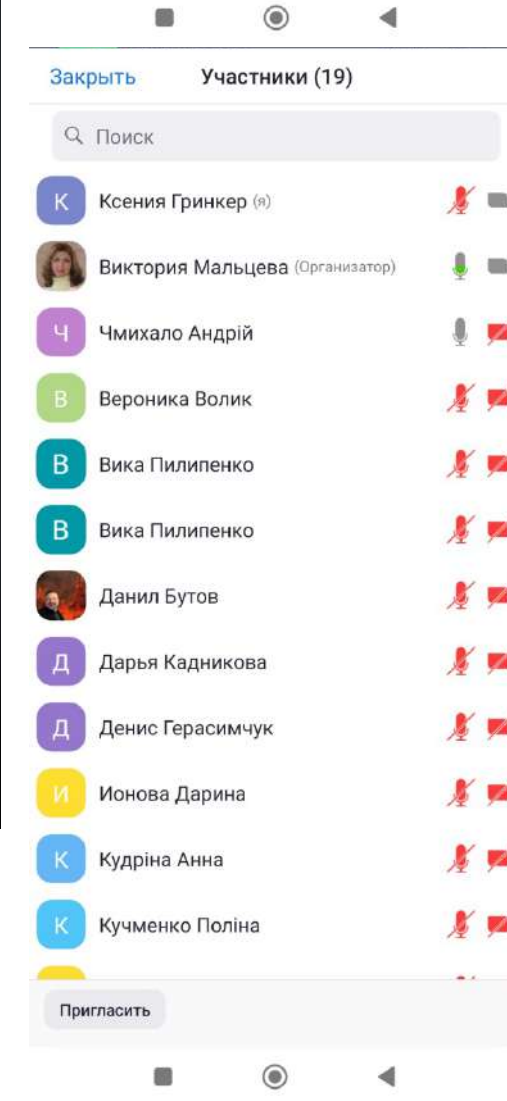 Закрыть Участники (19)
Поиск
К Ксения Гринкер (я)
Виктория Мальцева (Организатор)
Ч Чмихало Андрій
В Вероника Волик
В Вика Пилипенко
В Вика Пилипенко
Данил Бутов
Д Дарья Кадникова
Д Денис Герасимчук
И Ионова Дарина
К Кудріна Анна
К Кучменко Поліна
Пригласить